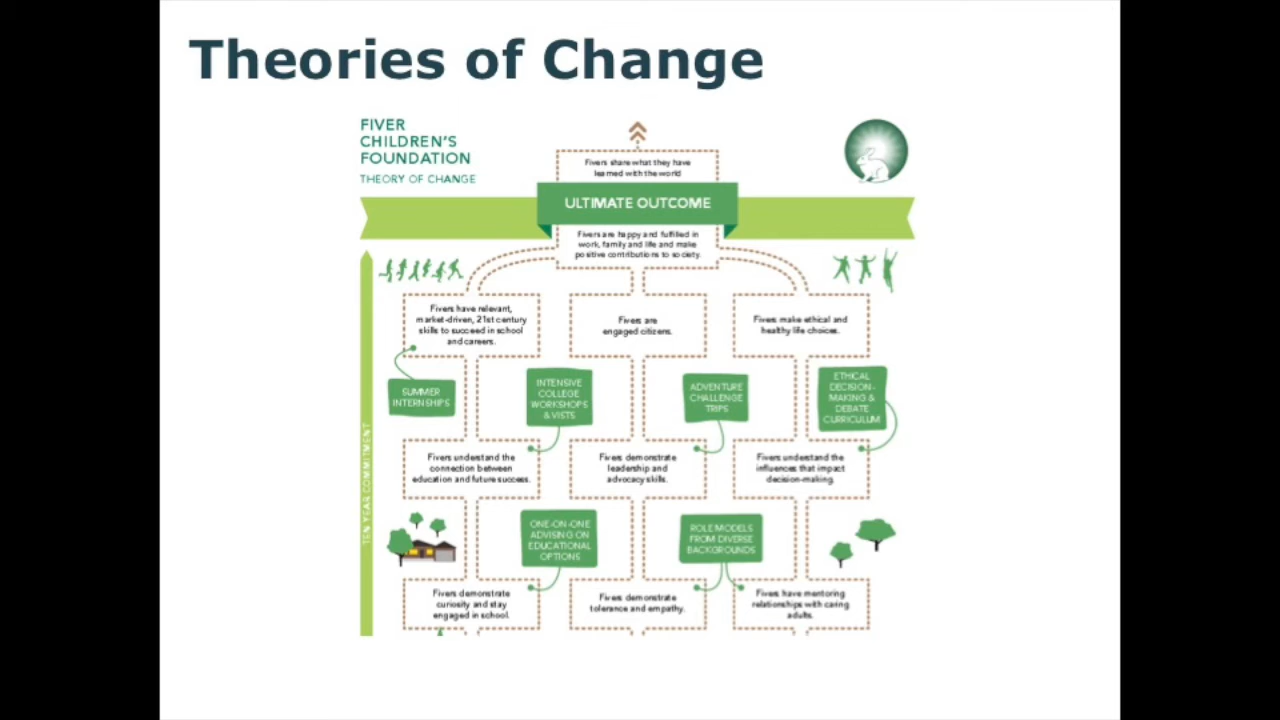 Theories of Change
FIVER
CHILDREN'S
FOUNDATION
THEORY OF CHANGE
Fivers share what they have
learned with the world
ULTIMATE OUTCOME
Fivers are happy and fulfilled in
work, family and life and make
positive contributions to society.
Fivers have relevant,
market-driven, 21st century
skills to succeed in school
and careers.
Fivers are
engaged citizens.
Fivers make ethical and
healthy life choices.
SUMMER
INTERNSHIPS
INTENSIVE
COLLEGE
WORKSHOPS
& VISTS
ADVENTURE
CHALLENGE
TRIPS
ETHICAL
DECISION-
MAKING &
DEBATE
CURRICULUM
TEN YEAR COMMITMENT
Fivers understand the
connection between
education and future success.
Fivers demonstrate
leadership and
advocacy skills.
Fivers understand the
influences that impact
decision-making.
ONE-ON-ONE
ADVISING ON
EDUCATIONAL
OPTIONS
ROLE MODELS
FROM DIVERSE
BACKGROUNDS
Fivers demonstrate
curiosity and stay
engaged in school.
Fivers demonstrate
tolerance and empathy.
Fivers have mentoring
relationships with caring
adults.